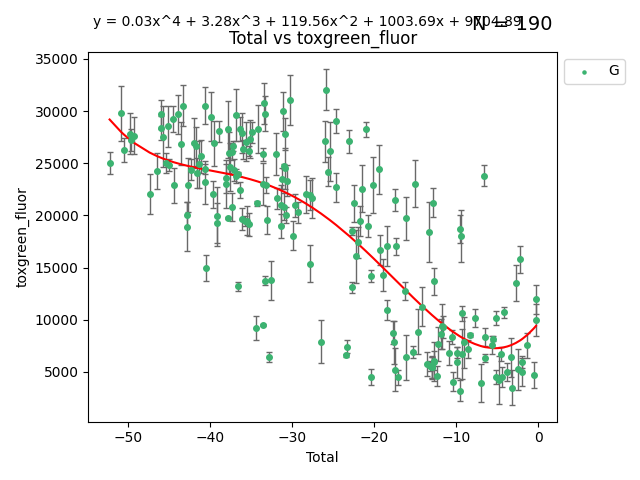 y = 0.03x^4 + 3.28x^3 + 119.56x^2 + 1003.69x + 9704.89
N = 190
Total vs toxgreen_fluor
G
toxgreen_fluor
35000
30000
25000
20000
15000
10000
5000
−50 −40 −30 −20 −10 0
Total